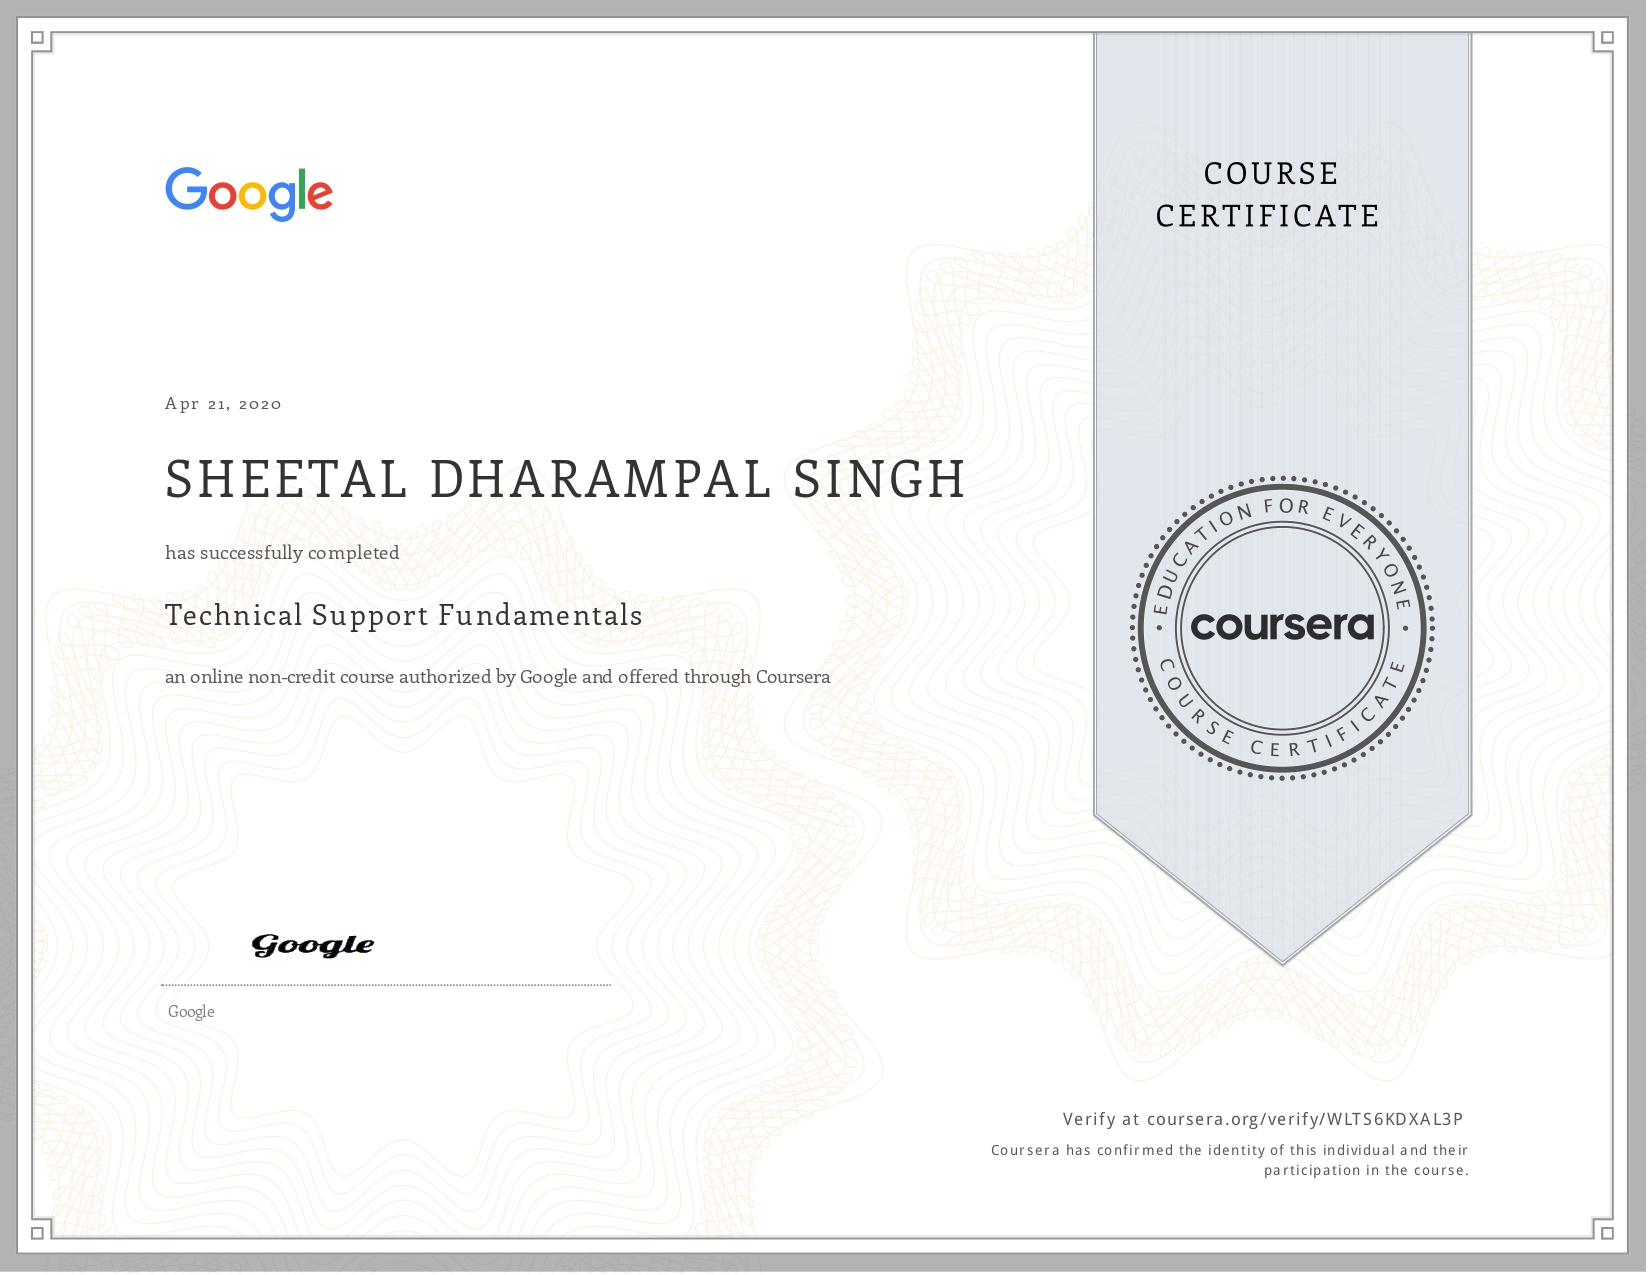 Google
COURSE
CERTIFICATE
Apr 21, 2020
SHEETAL DHARAMPAL SINGH
has successfully completed
Technical Support Fundamentals
an online non-credit course authorized by Google and offered through Coursera
EDUCATION FOR EVERYONE
coursera
COURSE CERTIFICATE
Google
Google
Verify at coursera.org/verify/WLTS6KDXAL3P
Coursera has confirmed the identity of this individual and their
participation in the course.